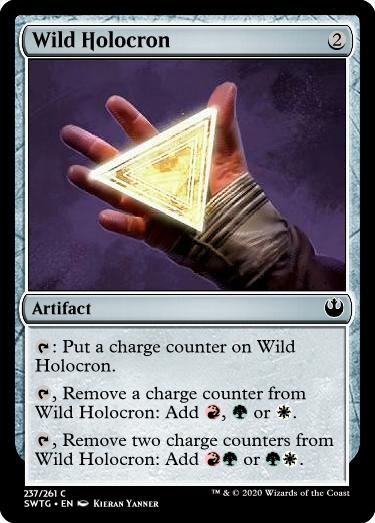 Wild Holocron 2
Artifact
: Put a charge counter on Wild
Holocron.
, Remove a charge counter from
Wild Holocron: Add , or .
, Remove two charge counters from
Wild Holocron: Add or .
237/261 C
SWTG • EN KIERAN YANNER ™ & © 2020 Wizards of the Coast